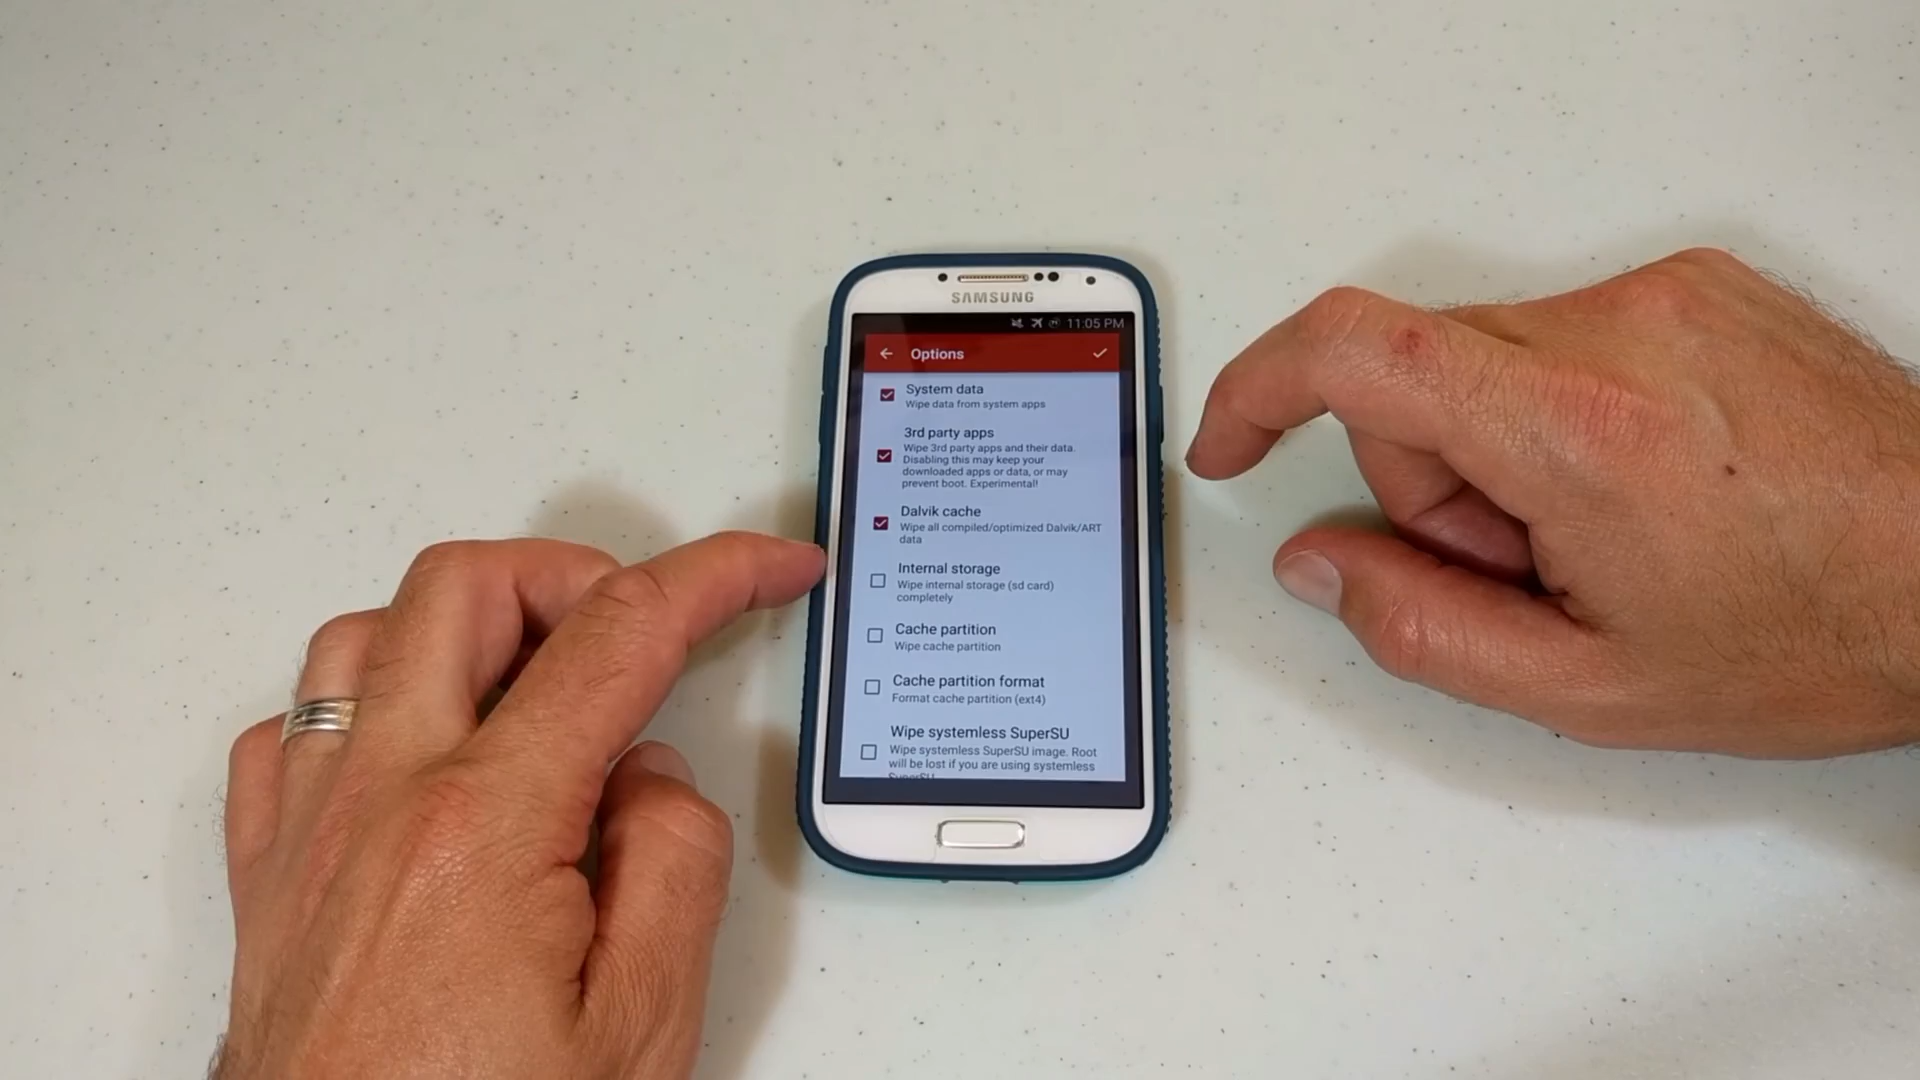 SAMSUNG
11:05 PM
Options
System data
Wipe data from system apps
3rd party apps
Wipe 3rd party apps and their data.
Disabling this may keep your
downloaded apps or data, or may
prevent boot. Experimental!
Dalvik cache
Wipe all compiled/optimized Dalvik/ART
data
Internal storage
Wipe internal storage (sd card)
completely
Cache partition
Wipe cache partition
Cache partition format
Format cache partition (ext4)
Wipe systemless SuperSU
Wipe systemless SuperSU image. Root
will be lost if you are using systemless
SuperSU